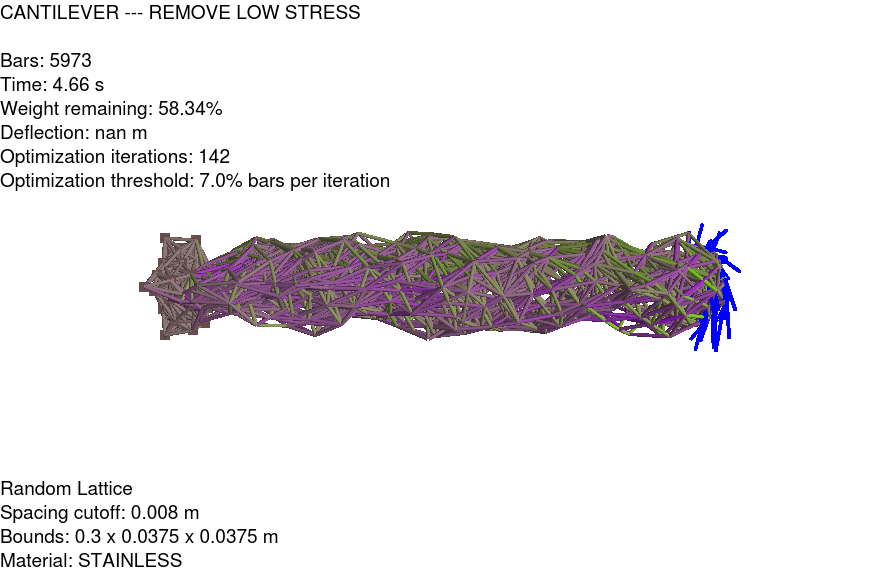 CANTILEVER --- REMOVE LOW STRESS
Bars: 5973
Time: 4.66 s
Weight remaining: 58.34%
Deflection: nan m
Optimization iterations: 142
Optimization threshold: 7.0% bars per iteration
Random Lattice
Spacing cutoff: 0.008 m
Bounds: 0.3 x 0.0375 x 0.0375 m
Material: STAINLESS